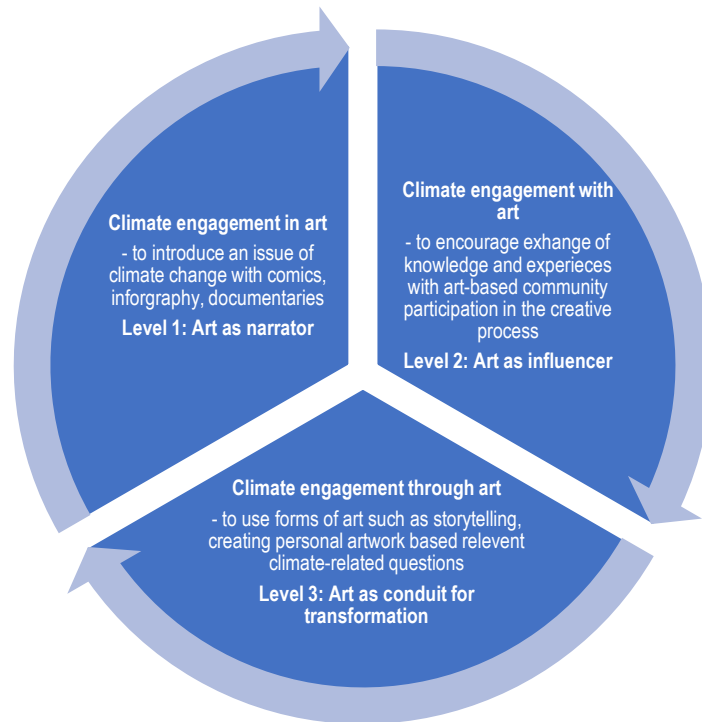 Climate engagement in art
- to introduce an issue of
climate change with comics,
inforgraphy, documentaries
Level 1: Art as narrator
Climate engagement with
art
- to encourage exhange of
knowledge and experieces
with art-based community
participation in the creative
process
Level 2: Art as influencer
Climate engagement through art
- to use forms of art such as storytelling,
creating personal artwork based relevent
climate-related questions
Level 3: Art as conduit for
transformation